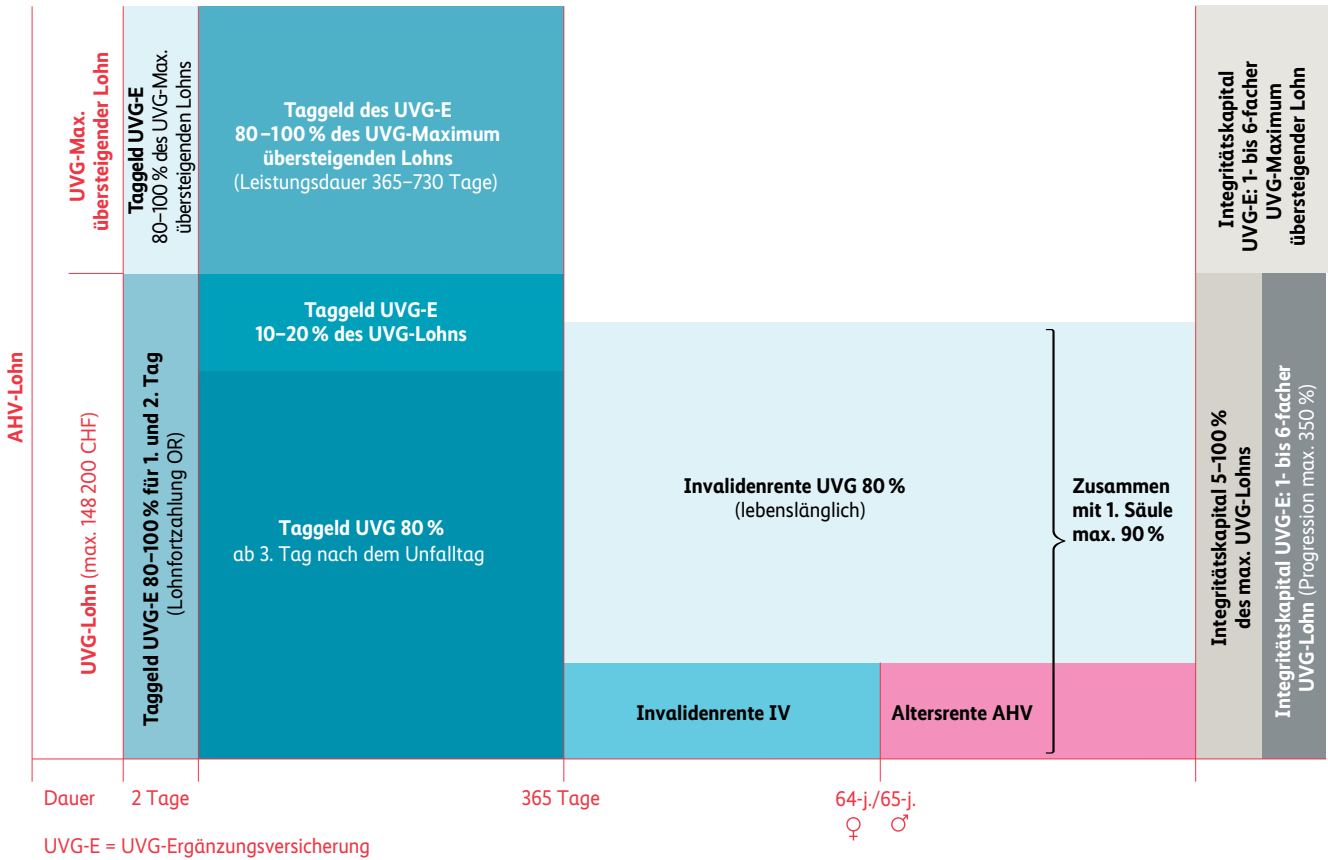 AHV-Lohn
UVG-Max.
übersteigender Lohn
UVG-Lohn (max. 148 200 CHF)
Taggeld UVG-E
80–100 % des UVG-Max.
übersteigenden Lohns
Taggeld UVG-E 80–100 % für 1. und 2. Tag
(Lohnfortzahlung OR)
Taggeld des UVG-E
80–100 % des UVG-Maximum
übersteigenden Lohns
(Leistungsdauer 365–730 Tage)
Taggeld UVG-E
10–20 % des UVG-Lohns
Taggeld UVG 80 %
ab 3. Tag nach dem Unfalltag
Invalidenrente UVG 80 %
(lebenslänglich)
Zusammen
mit 1. Säule
max. 90 %
Invalidenrente IV
Altersrente AHV
Integritätskapital
UVG-E: 1- bis 6-facher
UVG-Maximum
übersteigender Lohn
Integritätskapital 5–100 %
des max. UVG-Lohns
Integritätskapital UVG-E: 1- bis 6-facher
UVG-Lohn (Progression max. 350 %)
Dauer
2 Tage
365 Tage
64-j./65-j.
♀ ♂
UVG-E = UVG-Ergänzungsversicherung